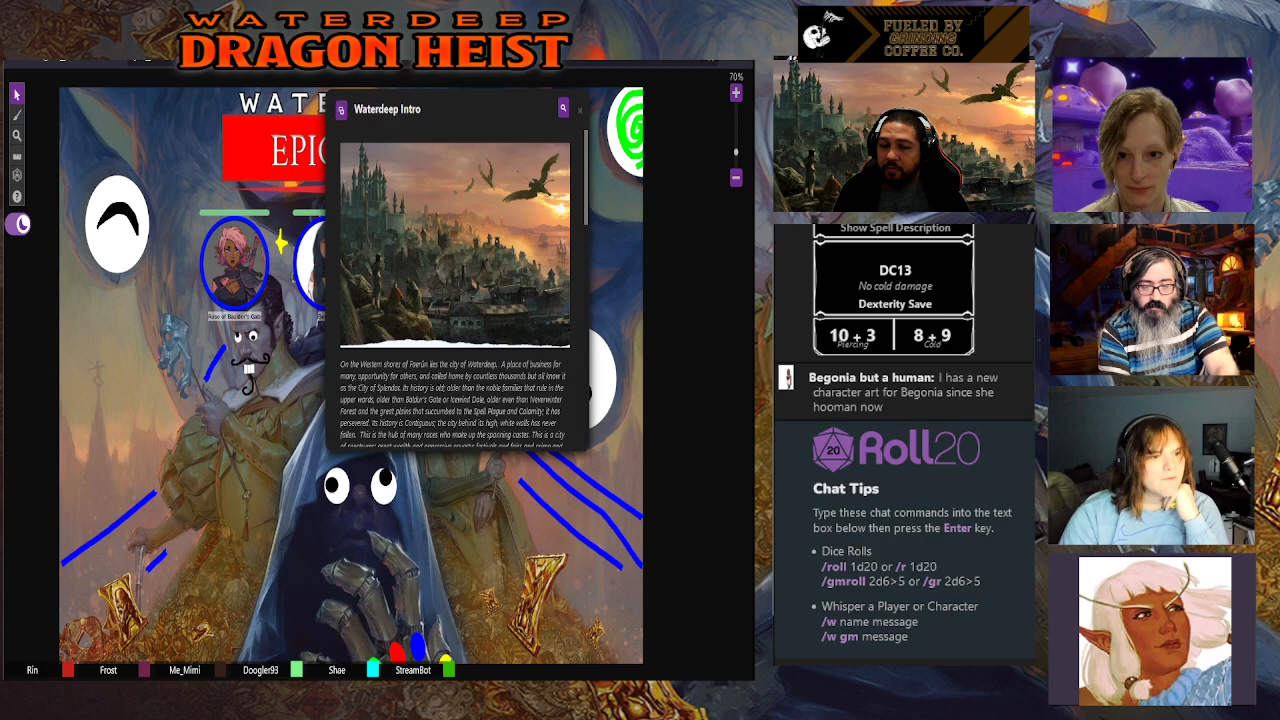 WATERDEEP
DRAGON HEIST
FUELED BY
GRINDING
COFFEE CO.
70%
WATE
EPIC
Waterdeep Intro
Rose of Baulder's Gate
On the Western shores of Faerûn lies the city of Waterdeep. A place of business for
many, opportunity for others, and called home by countless thousands but all know it
as the City of Splendor. Its history is old; older than the noble families that rule in the
upper wards, older than Baldur's Gate or Icewind Dale, older even than Neverwinter
Forest and the great plains that succumbed to the Spell Plague and Calamity; it has
persevered. Its history is Contiguous; the city behind its high, white walls has never
fallen. This is the hub of many races who make up the spanning castes. This is a city
Show Spell Description
DC13
No cold damage
Dexterity Save
10 + 3
Piercing
8 + 9
Cold
Begonia but a human: I has a new
character art for Begonia since she
hooman now
20
Roll20
Chat Tips
Type these chat commands into the text
box below then press the Enter key.
• Dice Rolls
/roll 1d20 or /r 1d20
/gmroll 2d6>5 or /gr 2d6>5
• Whisper a Player or Character
/w name message
/w gm message
Rin
Frost
Me_Mimi
Doogler93
Shae
StreamBot